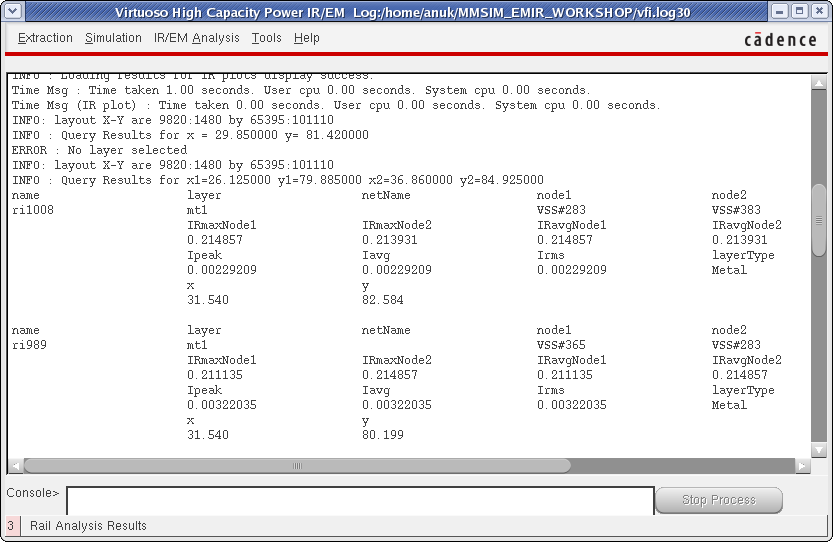 Virtuoso High Capacity Power IR/EM Log:/home/anuk/MMSIM_EMIR_WORKSHOP/vfi.log30
Extraction Simulation IR/EM Analysis Tools Help cādence
INFO : Loading results for IR plots display success.
Time Msg : Time taken 1.00 seconds. User cpu 0.00 seconds. System cpu 0.00 seconds.
Time Msg (IR plot) : Time taken 0.00 seconds. User cpu 0.00 seconds. System cpu 0.00 seconds.
INFO: layout X-Y are 9820:1480 by 65395:101110
INFO : Query Results for x = 29.850000 y= 81.420000
ERROR : No layer selected
INFO: layout X-Y are 9820:1480 by 65395:101110
INFO : Query Results for x1=26.125000 y1=79.885000 x2=36.860000 y2=84.925000
name layer netName node1 node2
ri1008 mt1 VSS#283 VSS#383
IRmaxNode1 IRmaxNode2 IRavgNode1 IRavgNode2
0.214857 0.213931 0.214857 0.213931
Ipeak Iavg Irms layerType
0.00229209 0.00229209 0.00229209 Metal
x y
31.540 82.584
name layer netName node1 node2
ri989 mt1 VSS#365 VSS#283
IRmaxNode1 IRmaxNode2 IRavgNode1 IRavgNode2
0.211135 0.214857 0.211135 0.214857
Ipeak Iavg Irms layerType
0.00322035 0.00322035 0.00322035 Metal
x y
31.540 80.199
Console> Stop Process
3 Rail Analysis Results